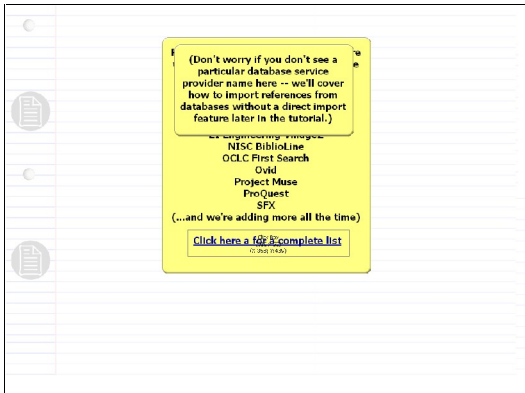 (Don't worry if you don't see a
particular database service
provider name here -- we'll cover
how to import references from
databases without a direct import
feature later in the tutorial.)
NISC BiblioLine
OCLC First Search
Ovid
Project Muse
ProQuest
SFX
(...and we're adding more all the time)
Click here a for a complete list